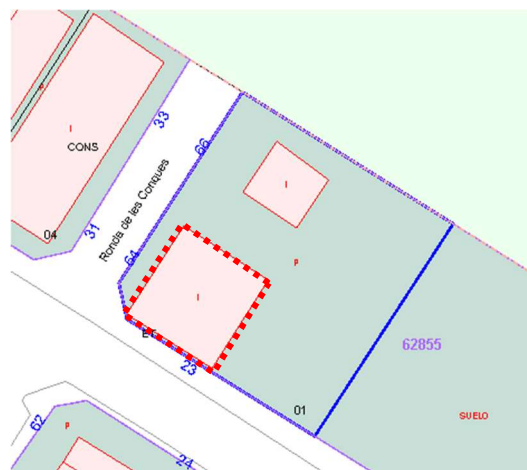 P
I
CONS
33
04
31
Ronda de les Conques
66
64
I
P
I
23
01
62855
SUELO
62
P
24